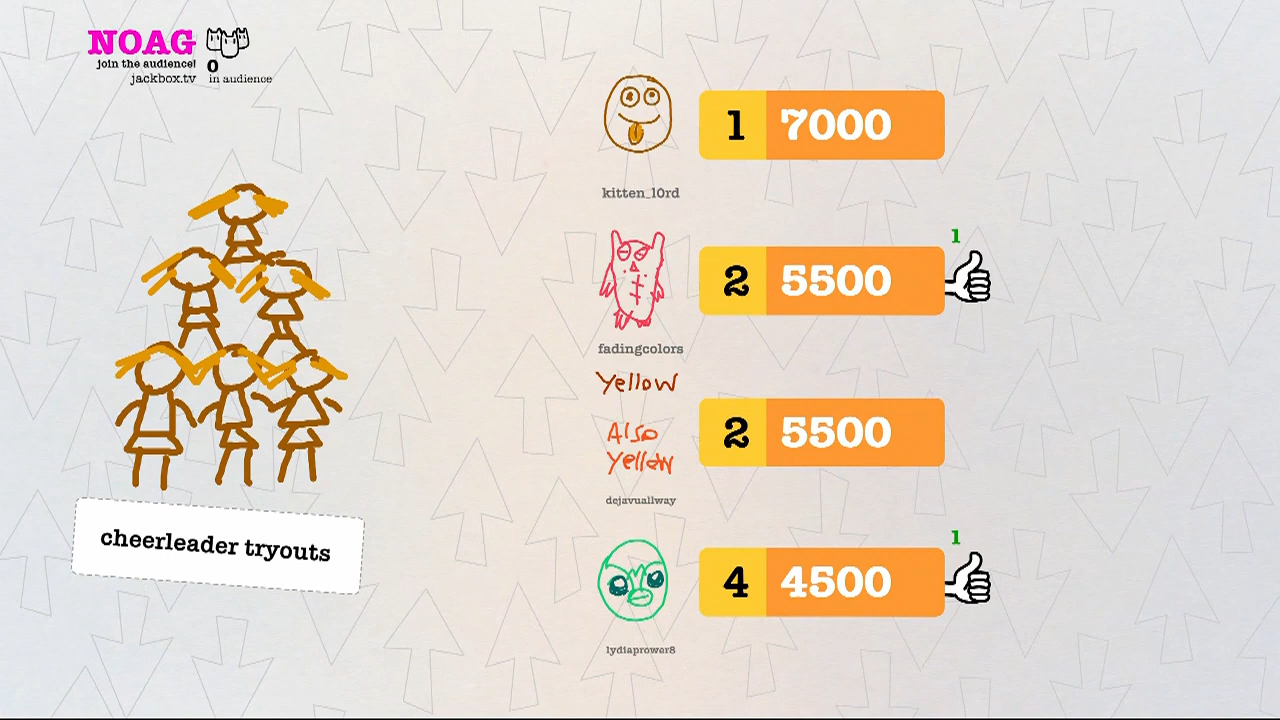 NOAG
join the audience!
jackbox.tv
0
in audience
1 7000
kitten_10rd
1
2 5500
fadingcolors
Yellow
Also
Yellow
2 5500
dejavuallway
1
4 4500
lydiaprower8
cheerleader tryouts